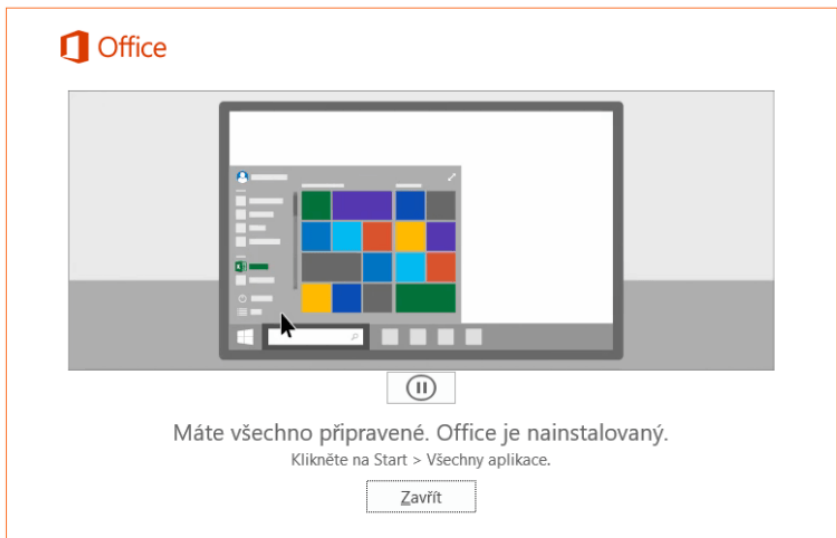 Office
Máte všechno připravené. Office je nainstalovaný.
Klikněte na Start > Všechny aplikace.
Zavřít